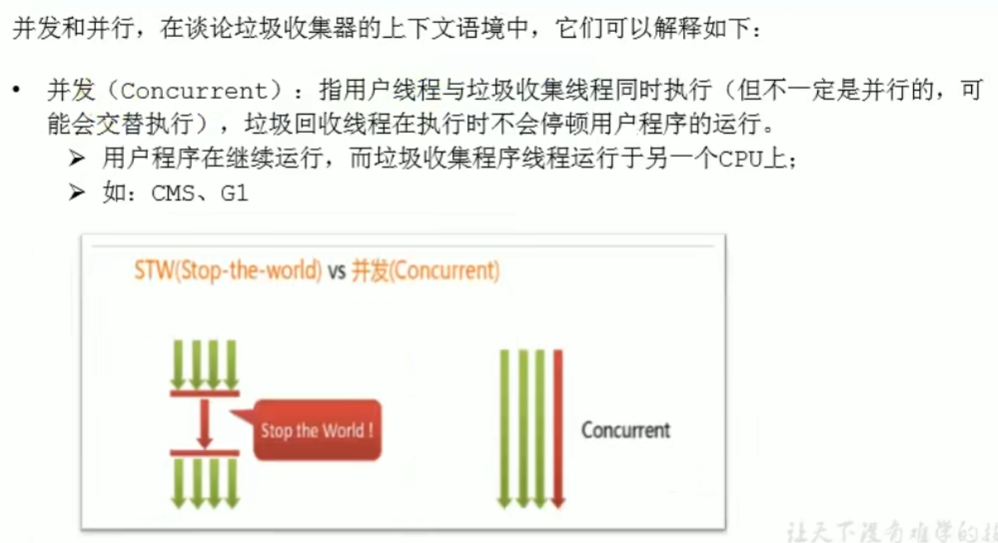 并发和并行，在谈论垃圾收集器的上下文语境中，它们可以解释如下：
• 并发（Concurrent）：指用户线程与垃圾收集线程同时执行（但不一定是并行的，可
能会交替执行），垃圾回收线程在执行时不会停顿用户程序的运行。
➢ 用户程序在继续运行，而垃圾收集程序线程运行于另一个CPU上；
➢ 如：CMS、G1
STW(Stop-the-world) vs 并发(Concurrent)
Stop the World！
Concurrent
让天下没有难学的技